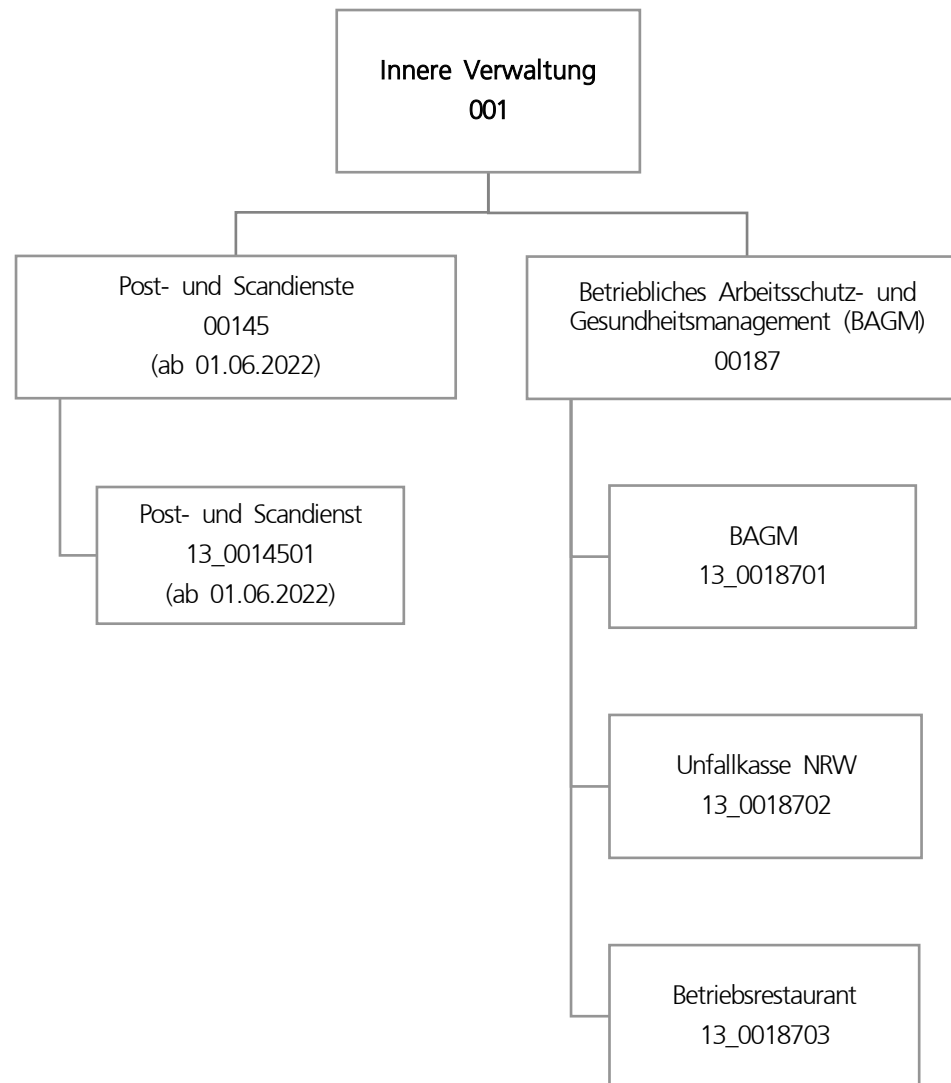 Innere Verwaltung
001
Post- und Scandienste
00145
(ab 01.06.2022)
Betriebliches Arbeitsschutz- und
Gesundheitsmanagement (BAGM)
00187
Post- und Scandienst
13_0014501
(ab 01.06.2022)
BAGM
13_0018701
Unfallkasse NRW
13_0018702
Betriebsrestaurant
13_0018703